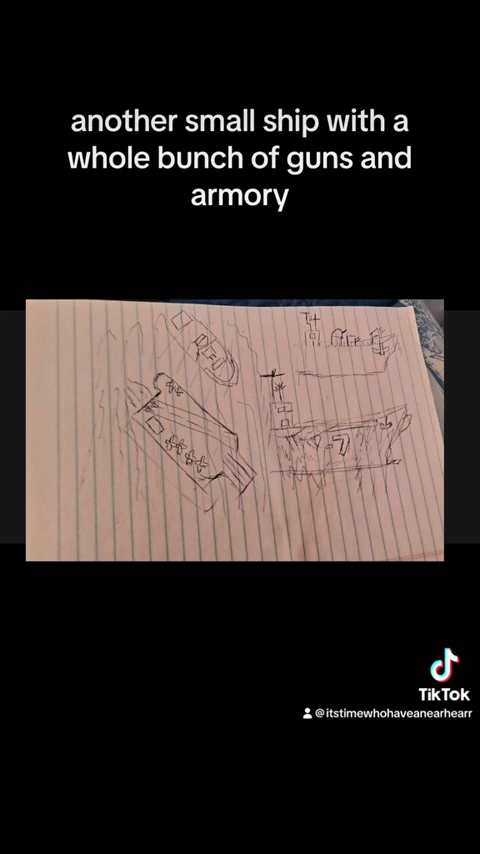 another small ship with a
whole bunch of guns and
armory
TikTok
@itstimewhohaveanearhearr